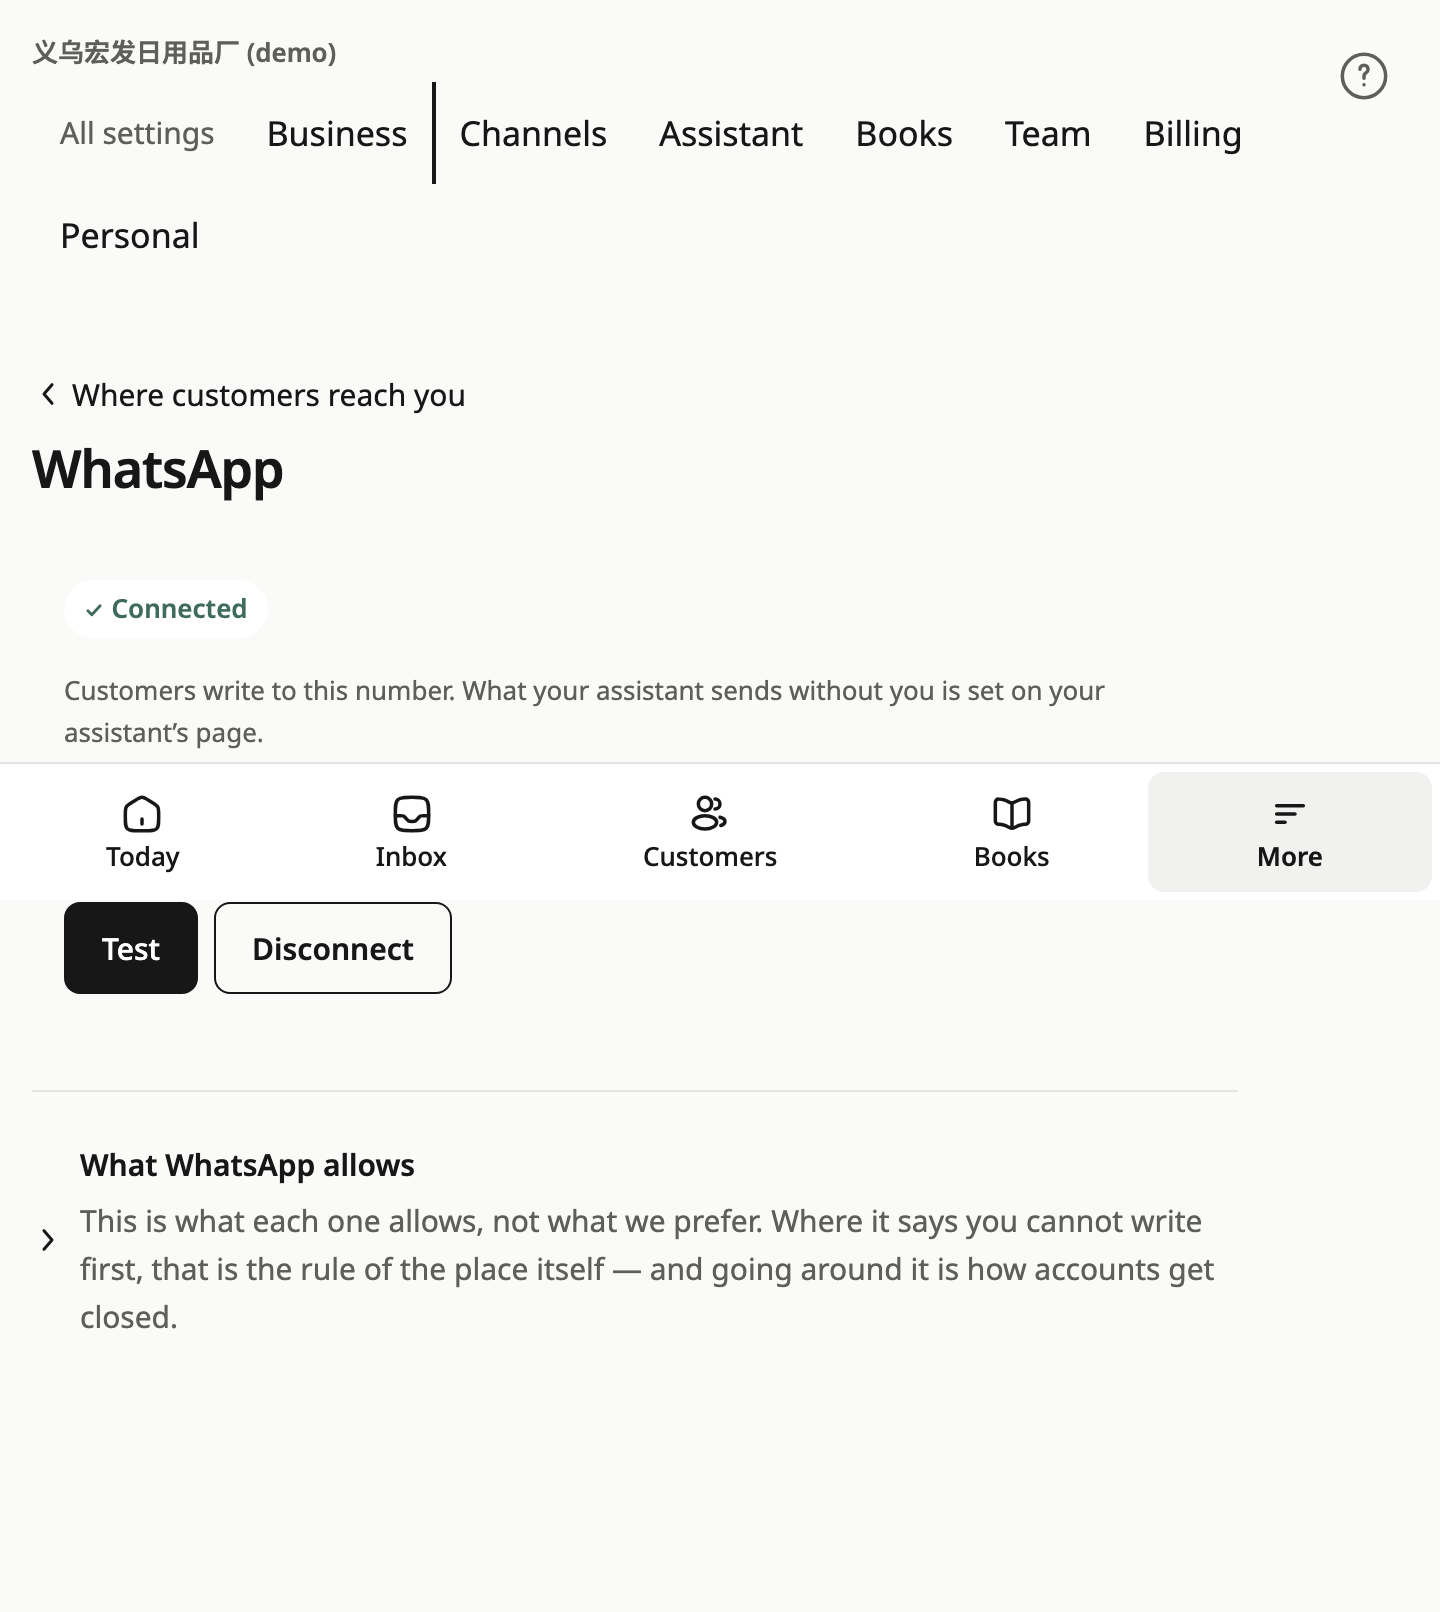 义乌宏发日用品厂 (demo)
All settings Business Channels Assistant Books Team Billing
Personal
Where customers reach you
WhatsApp
Connected
Customers write to this number. What your assistant sends without you is set on your
assistant’s page.
Today Inbox Customers Books More
Test Disconnect
What WhatsApp allows
This is what each one allows, not what we prefer. Where it says you cannot write
first, that is the rule of the place itself — and going around it is how accounts get
closed.